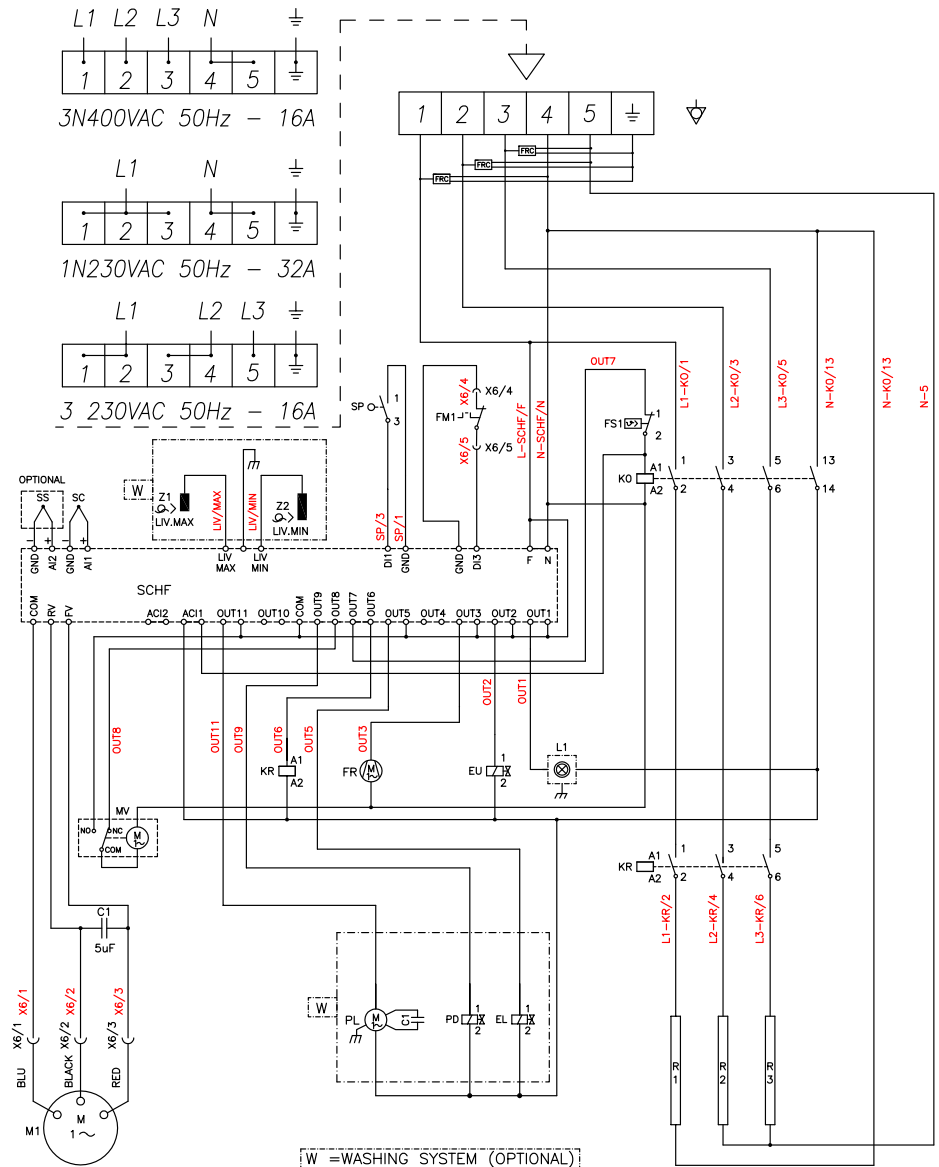 L1 L2 L3 N
1 2 3 4 5
3N400VAC 50Hz - 16A
L1 N
1 2 3 4 5
1N230VAC 50Hz - 32A
L1 L2 L3
1 2 3 4 5
3 230VAC 50Hz - 16A
1 2 3 4 5
FRC
FRC
FRC
OUT7
L1-K0/1
L2-K0/3
L3-K0/5
N-K0/13
N-K0/13
N-5
SP 1
3
X6/4 X6/4
FM1
X6/5 X6/5
L-SCHF/F
N-SCHF/N
FS1 1
2
K0 A1
A2
1 3 5 13
2 4 6 14
W
Z1
LIV.MAX
LIV/MAX
LIV/MIN
Z2
LIV.MIN
SP/3
SP/1
OPTIONAL
SS SC
- + - +
GND AI2 GND AI1 LIV MAX LIV MIN DI1 GND GND DI3 F N
SCHF
COM RV FV ACI2 ACI1 OUT11 OUT10 COM OUT9 OUT8 OUT7 OUT6 OUT5 OUT4 OUT3 OUT2 OUT1
OUT8
OUT11
OUT9
OUT6
OUT5
OUT3
OUT2
OUT1
KR A1
A2
FR M
1~
EU 1
2
L1
MV
NO NC
COM
M
1~
KR A1
A2
1 3 5
2 4 6
L1-KR/2
L2-KR/4
L3-KR/6
C1
5uF
X6/1 X6/1
X6/2 X6/2
X6/3 X6/3
BLU
BLACK
RED
M1
M
1~
W
PL M
1~
C1
PD 1
2
EL 1
2
R1
R2
R3
W =WASHING SYSTEM (OPTIONAL)